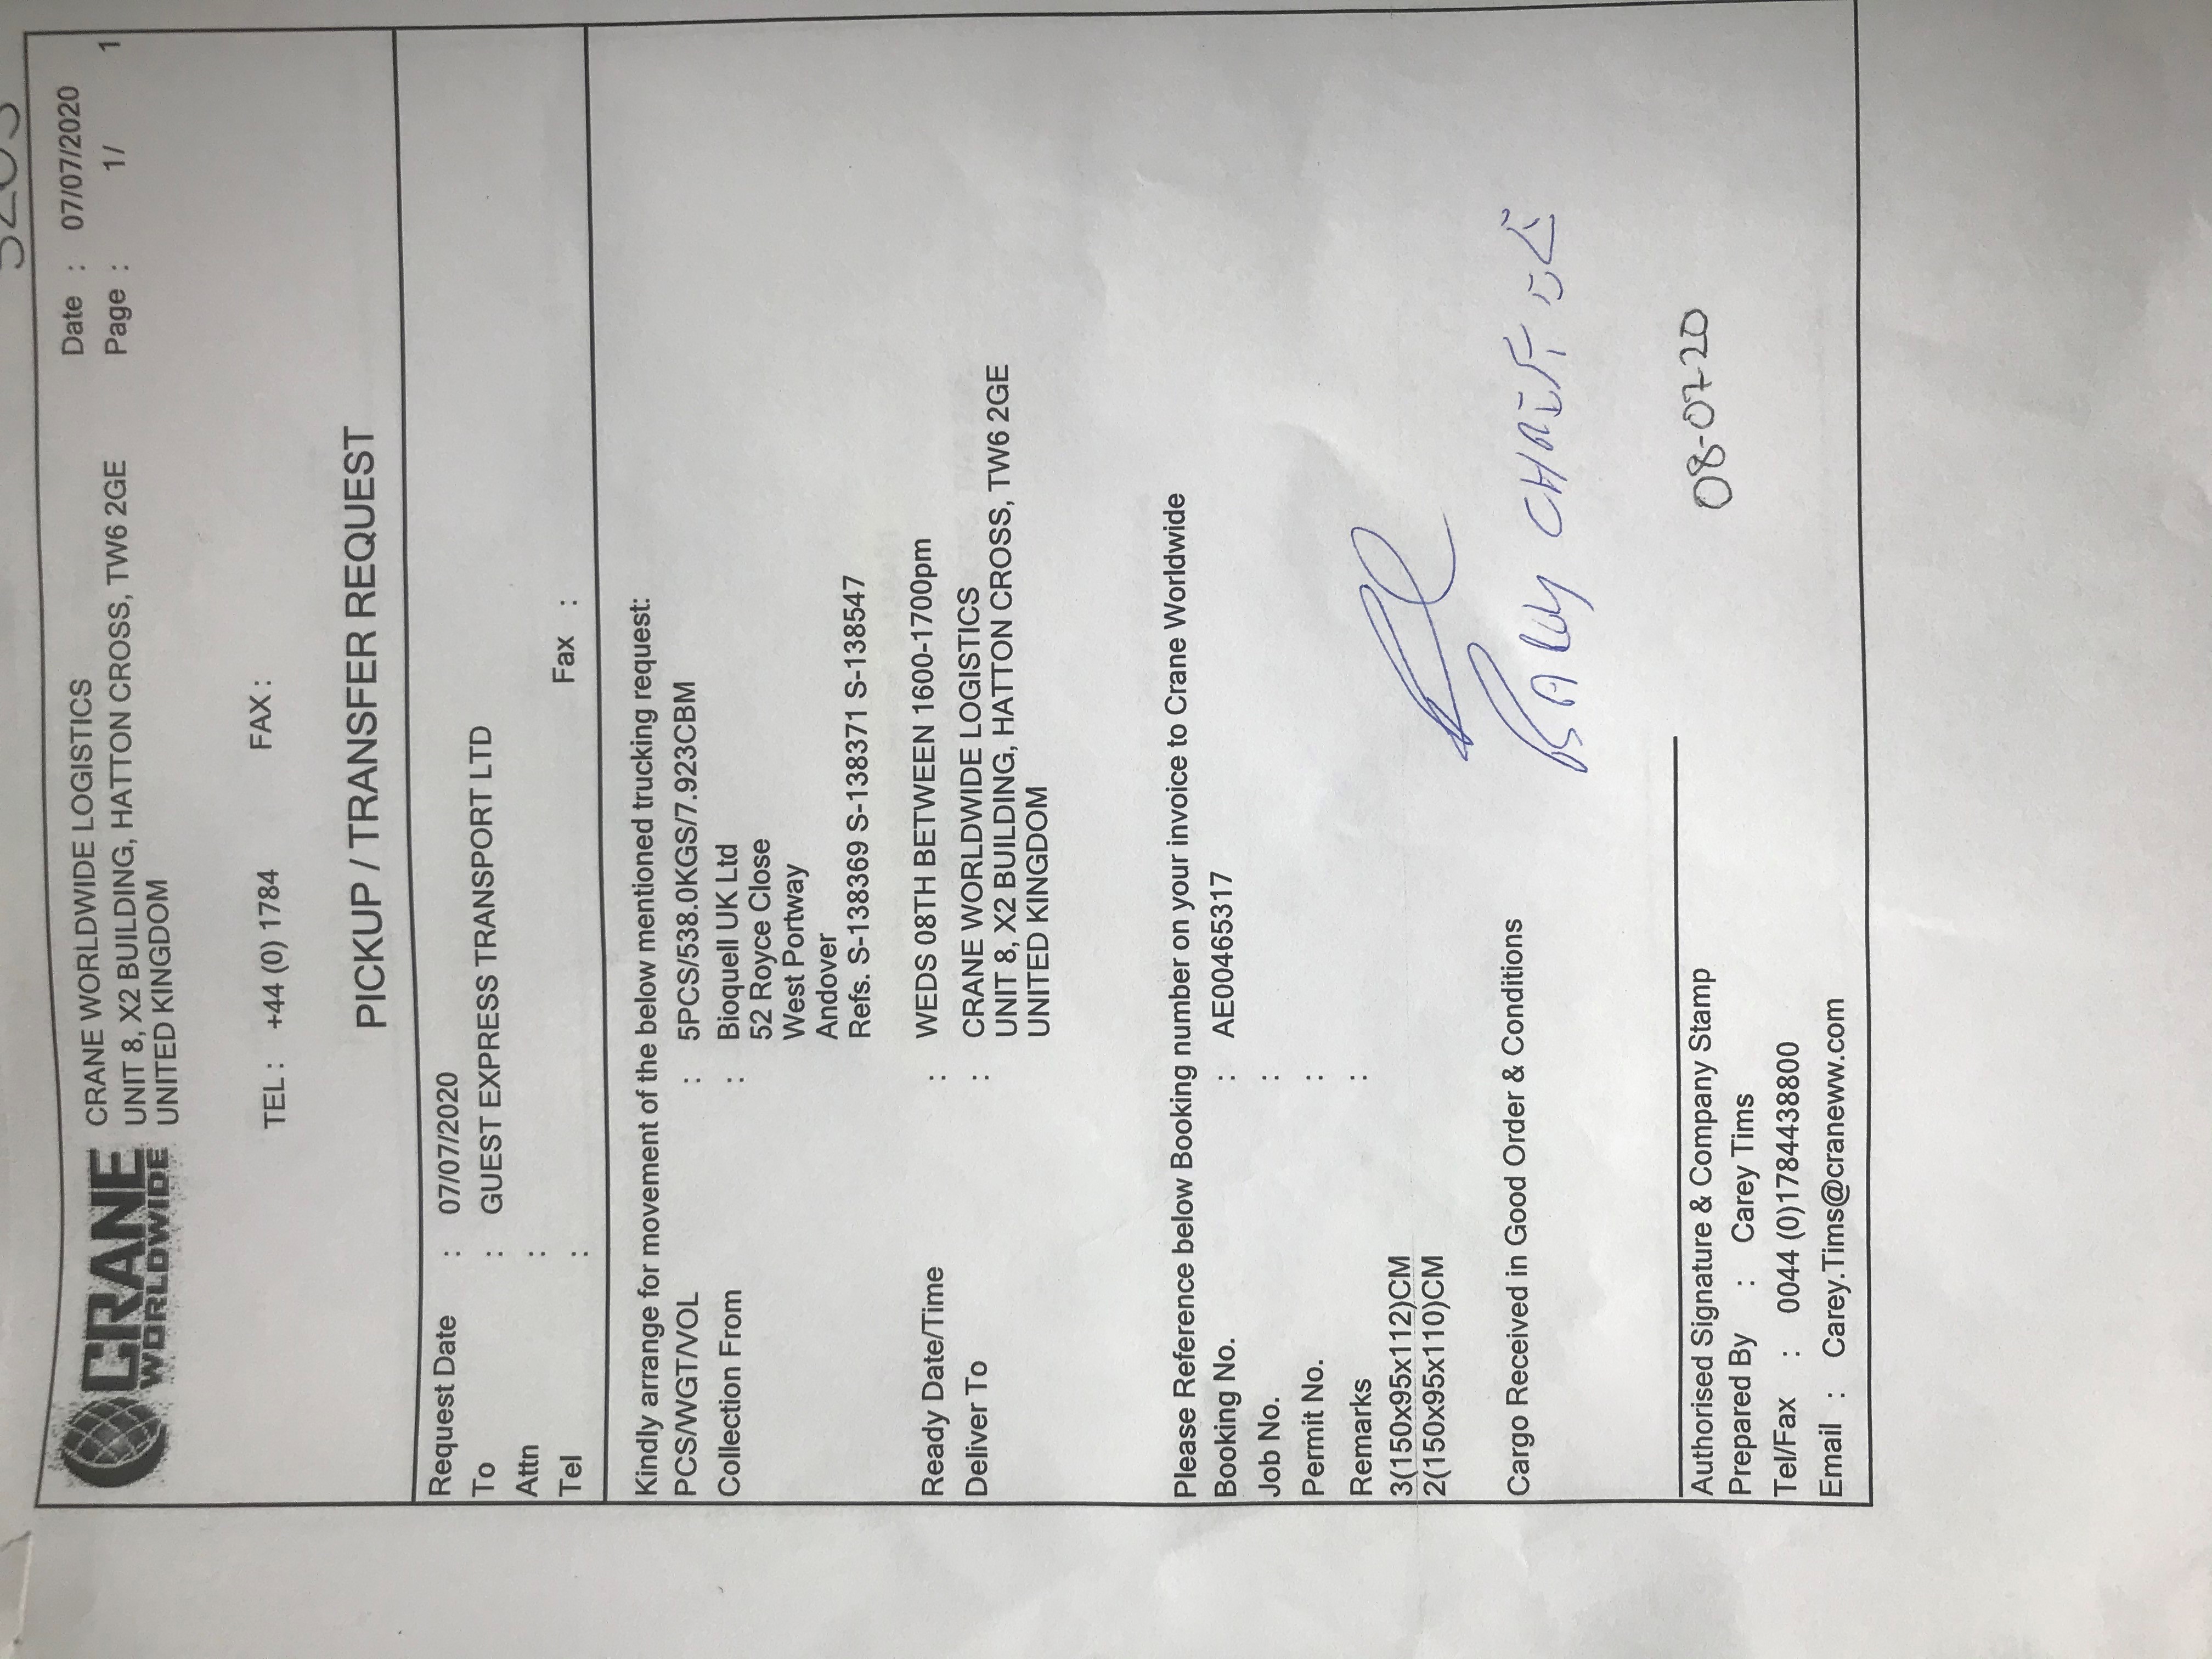 CRANE WORLDWIDE
CRANE WORLDWIDE LOGISTICS
UNIT 8, X2 BUILDING, HATTON CROSS, TW6 2GE
UNITED KINGDOM
Date : 07/07/2020
Page : 1/ 1
TEL : +44 (0) 1784 FAX :
PICKUP / TRANSFER REQUEST
Request Date : 07/07/2020
To : GUEST EXPRESS TRANSPORT LTD
Attn :
Tel : Fax :
Kindly arrange for movement of the below mentioned trucking request:
PCS/WGT/VOL : 5PCS/538.0KGS/7.923CBM
Collection From : Bioquell UK Ltd
52 Royce Close
West Portway
Andover
Refs. S-138369 S-138371 S-138547
Ready Date/Time : WEDS 08TH BETWEEN 1600-1700pm
Deliver To : CRANE WORLDWIDE LOGISTICS
UNIT 8, X2 BUILDING, HATTON CROSS, TW6 2GE
UNITED KINGDOM
Please Reference below Booking number on your invoice to Crane Worldwide
Booking No. : AE00465317
Job No. :
Permit No. :
Remarks :
3(150x95x112)CM
2(150x95x110)CM
Cargo Received in Good Order & Conditions
08-07-20
Authorised Signature & Company Stamp
Prepared By : Carey Tims
Tel/Fax : 0044 (0)1784438800
Email : Carey.Tims@craneww.com